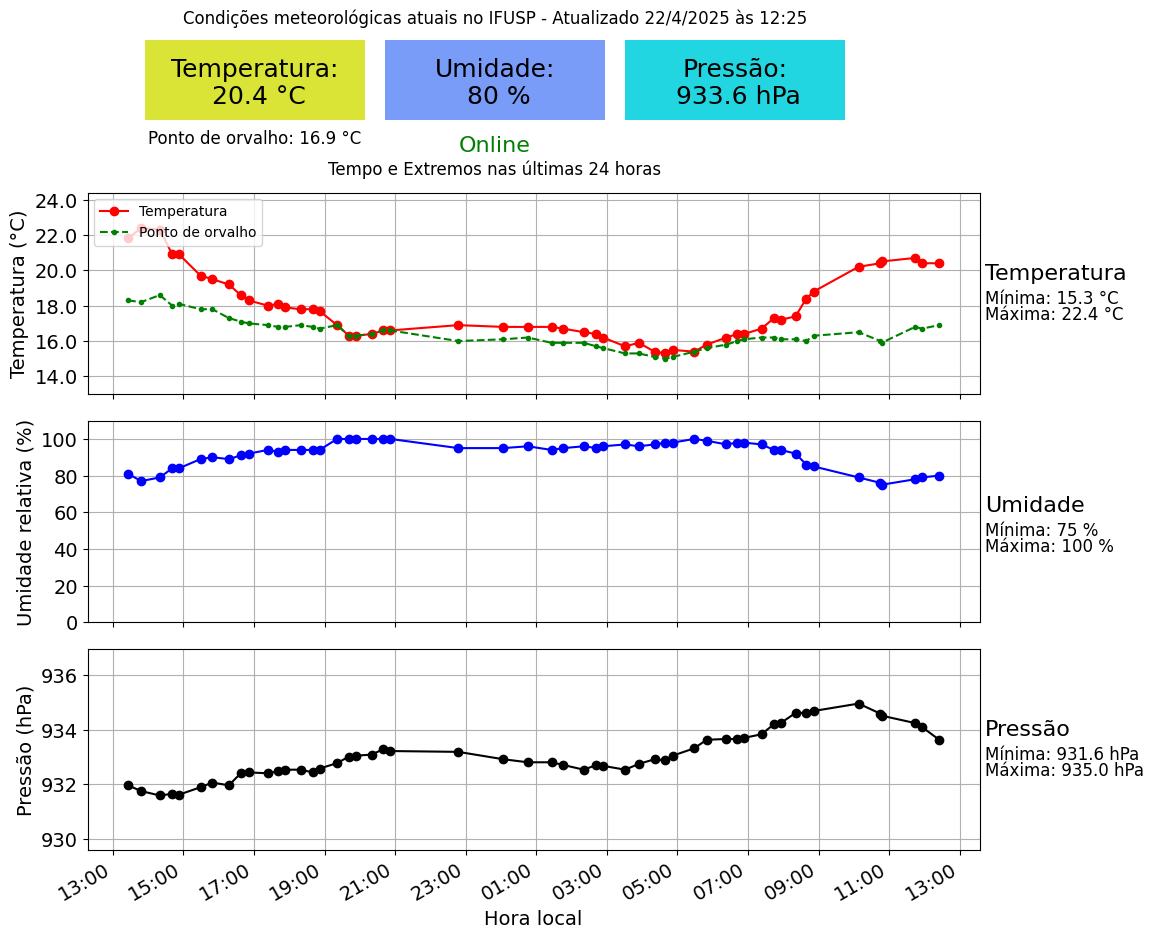 Condições meteorológicas atuais no IFUSP - Atualizado 22/4/2025 às 12:25
Temperatura:
20.4 °C
Umidade:
80 %
Pressão:
933.6 hPa
Ponto de orvalho: 16.9 °C
Online
Tempo e Extremos nas últimas 24 horas
Temperatura (°C)
24.0
22.0
20.0
18.0
16.0
14.0
Temperatura
Ponto de orvalho
Temperatura
Mínima: 15.3 °C
Máxima: 22.4 °C
Umidade relativa (%)
100
80
60
40
20
0
Umidade
Mínima: 75 %
Máxima: 100 %
Pressão (hPa)
936
934
932
930
Pressão
Mínima: 931.6 hPa
Máxima: 935.0 hPa
13:00
15:00
17:00
19:00
21:00
23:00
01:00
03:00
05:00
07:00
09:00
11:00
13:00
Hora local